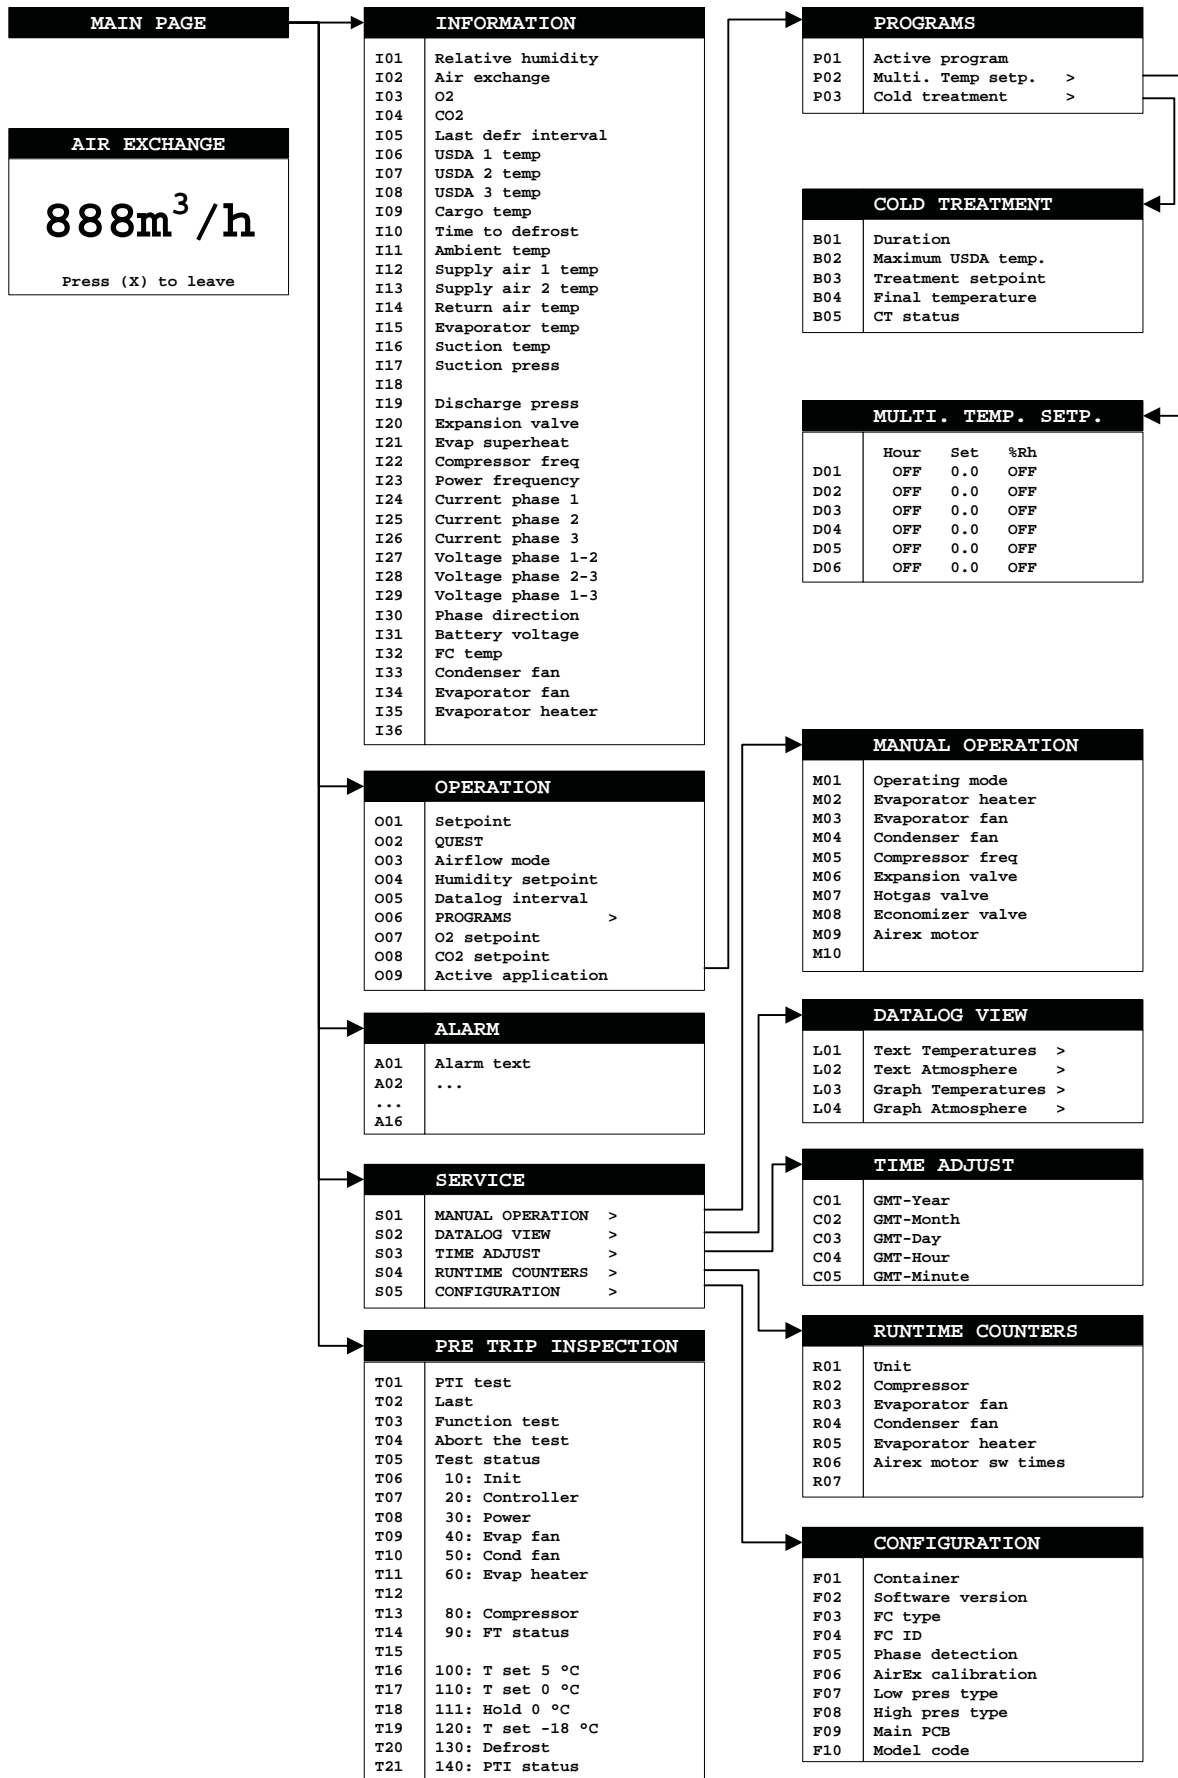 MAIN PAGE
AIR EXCHANGE
888m³/h
Press (X) to leave
INFORMATION
I01 Relative humidity
I02 Air exchange
I03 O2
I04 CO2
I05 Last defr interval
I06 USDA 1 temp
I07 USDA 2 temp
I08 USDA 3 temp
I09 Cargo temp
I10 Time to defrost
I11 Ambient temp
I12 Supply air 1 temp
I13 Supply air 2 temp
I14 Return air temp
I15 Evaporator temp
I16 Suction temp
I17 Suction press
I18
I19 Discharge press
I20 Expansion valve
I21 Evap superheat
I22 Compressor freq
I23 Power frequency
I24 Current phase 1
I25 Current phase 2
I26 Current phase 3
I27 Voltage phase 1-2
I28 Voltage phase 2-3
I29 Voltage phase 1-3
I30 Phase direction
I31 Battery voltage
I32 FC temp
I33 Condenser fan
I34 Evaporator fan
I35 Evaporator heater
I36
OPERATION
O01 Setpoint
O02 QUEST
O03 Airflow mode
O04 Humidity setpoint
O05 Datalog interval
O06 PROGRAMS >
O07 O2 setpoint
O08 CO2 setpoint
O09 Active application
ALARM
A01 Alarm text
A02 ...
...
A16
SERVICE
S01 MANUAL OPERATION >
S02 DATALOG VIEW >
S03 TIME ADJUST >
S04 RUNTIME COUNTERS >
S05 CONFIGURATION >
PRE TRIP INSPECTION
T01 PTI test
T02 Last
T03 Function test
T04 Abort the test
T05 Test status
T06 10: Init
T07 20: Controller
T08 30: Power
T09 40: Evap fan
T10 50: Cond fan
T11 60: Evap heater
T12
T13 80: Compressor
T14 90: FT status
T15
T16 100: T set 5 °C
T17 110: T set 0 °C
T18 111: Hold 0 °C
T19 120: T set -18 °C
T20 130: Defrost
T21 140: PTI status
PROGRAMS
P01 Active program
P02 Multi. Temp setp. >
P03 Cold treatment >
COLD TREATMENT
B01 Duration
B02 Maximum USDA temp.
B03 Treatment setpoint
B04 Final temperature
B05 CT status
MULTI. TEMP. SETP.
Hour Set %Rh
D01 OFF 0.0 OFF
D02 OFF 0.0 OFF
D03 OFF 0.0 OFF
D04 OFF 0.0 OFF
D05 OFF 0.0 OFF
D06 OFF 0.0 OFF
MANUAL OPERATION
M01 Operating mode
M02 Evaporator heater
M03 Evaporator fan
M04 Condenser fan
M05 Compressor freq
M06 Expansion valve
M07 Hotgas valve
M08 Economizer valve
M09 Airex motor
M10
DATALOG VIEW
L01 Text Temperatures >
L02 Text Atmosphere >
L03 Graph Temperatures >
L04 Graph Atmosphere >
TIME ADJUST
C01 GMT-Year
C02 GMT-Month
C03 GMT-Day
C04 GMT-Hour
C05 GMT-Minute
RUNTIME COUNTERS
R01 Unit
R02 Compressor
R03 Evaporator fan
R04 Condenser fan
R05 Evaporator heater
R06 Airex motor sw times
R07
CONFIGURATION
F01 Container
F02 Software version
F03 FC type
F04 FC ID
F05 Phase detection
F06 AirEx calibration
F07 Low pres type
F08 High pres type
F09 Main PCB
F10 Model code